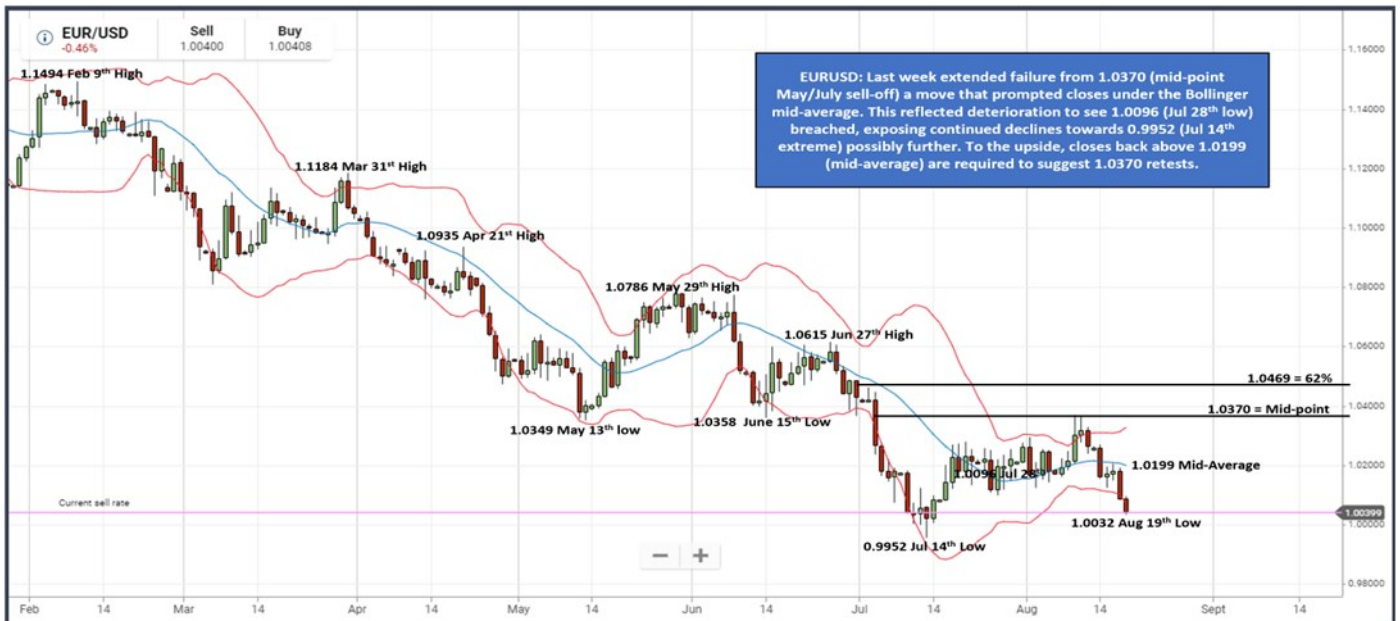 EUR/USD
-0.46%
Sell
1.00400
Buy
1.00408
1.1494 Feb 9th High
1.1184 Mar 31st High
1.0935 Apr 21st High
1.0786 May 29th High
1.0615 Jun 27th High
EURUSD: Last week extended failure from 1.0370 (mid-point
May/July sell-off) a move that prompted closes under the Bollinger
mid-average. This reflected deterioration to see 1.0096 (Jul 28th low)
breached, exposing continued declines towards 0.9952 (Jul 14th
extreme) possibly further. To the upside, closes back above 1.0199
(mid-average) are required to suggest 1.0370 retests.
1.0469 = 62%
1.0370 = Mid-point
1.0349 May 13th low
1.0358 June 15th Low
1.0096 Jul 28
1.0199 Mid-Average
Current sell rate
1.0032 Aug 19th Low
0.9952 Jul 14th Low
1.16000
1.14000
1.12000
1.10000
1.08000
1.06000
1.04000
1.02000
1.00399
1.00000
0.98000
Feb 14 Mar 14 Apr 14 May 14 Jun 14 Jul 14 Aug 14 Sept 14